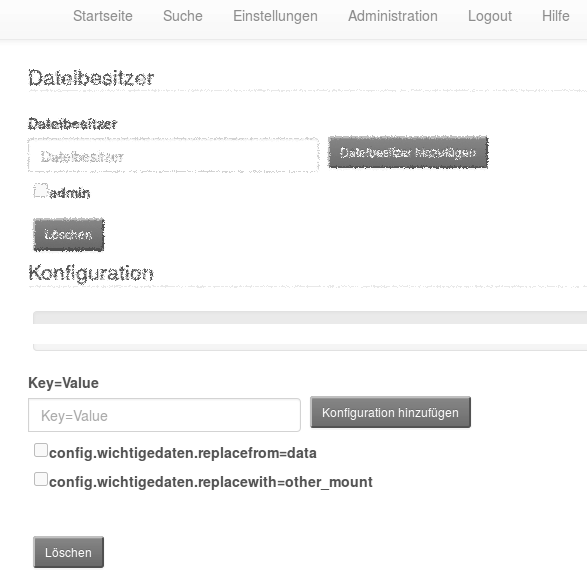 Startseite Suche Einstellungen Administration Logout Hilfe
Dateibesitzer
Dateibesitzer
Dateibesitzer Dateibesitzer hinzufügen
admin
Löschen
Konfiguration
Key=Value
Key=Value Konfiguration hinzufügen
config.wichtigedaten.replacefrom=data
config.wichtigedaten.replacewith=other_mount
Löschen